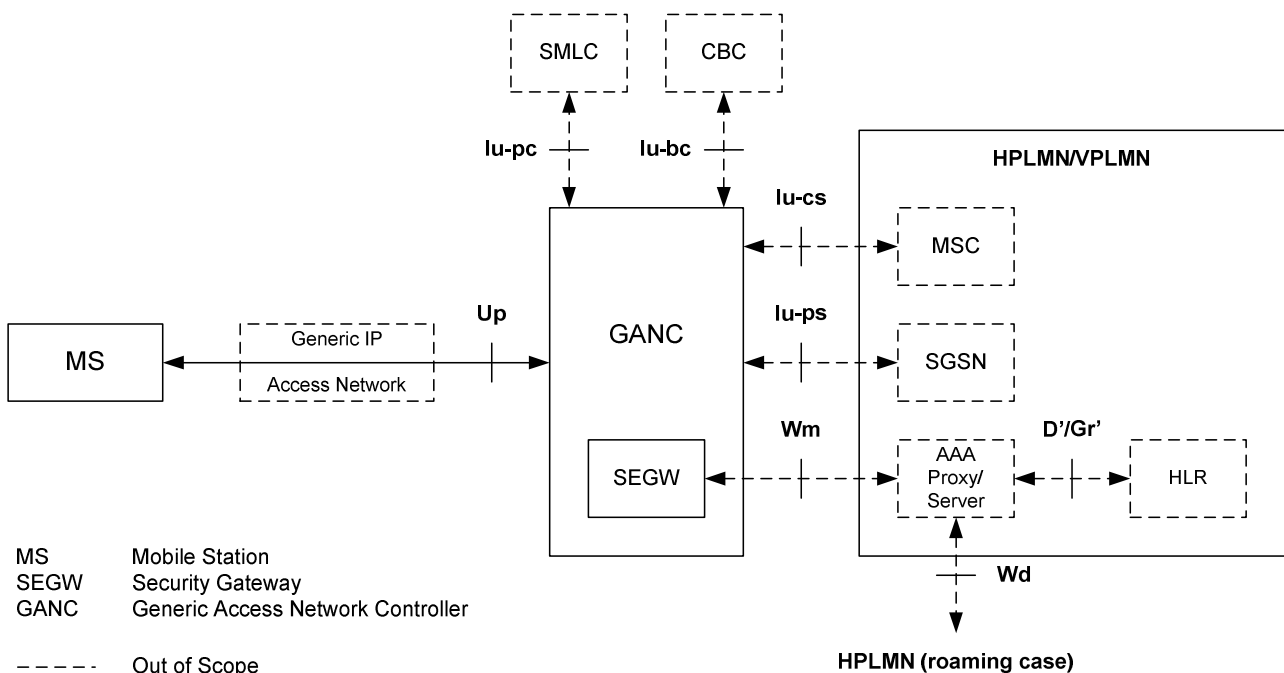 SMLC
CBC
Iu-pc
Iu-bc
HPLMN/VPLMN
Iu-cs
MSC
Up
Iu-ps
MS
Generic IP
Access Network
GANC
SGSN
Wm
D’/Gr’
SEGW
AAA
Proxy/
Server
HLR
MS Mobile Station
SEGW Security Gateway
GANC Generic Access Network Controller
Wd
Out of Scope
HPLMN (roaming case)